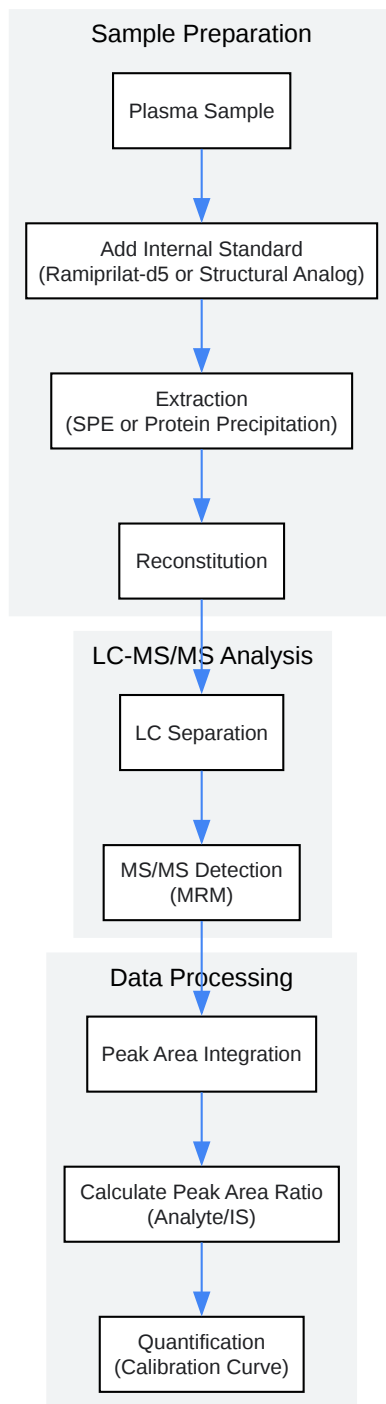 Sample Preparation
Plasma Sample
Add Internal Standard
(Ramiprilat-d5 or Structural Analog)
Extraction
(SPE or Protein Precipitation)
Reconstitution
LC-MS/MS Analysis
LC Separation
MS/MS Detection
(MRM)
Data Processing
Peak Area Integration
Calculate Peak Area Ratio
(Analyte/IS)
Quantification
(Calibration Curve)